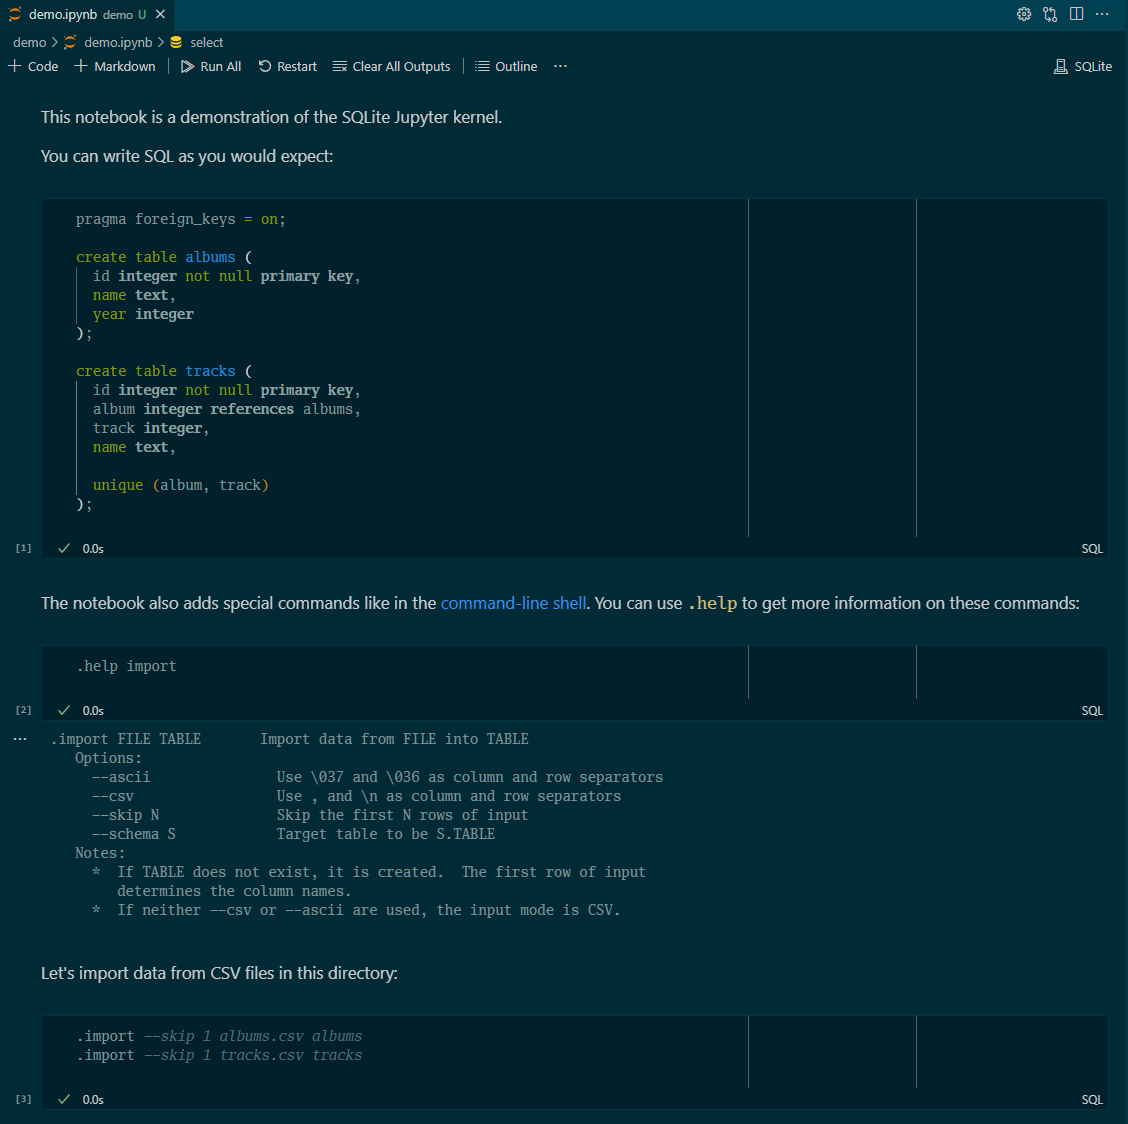 demo.ipynb demo U
demo > demo.ipynb > select
+ Code + Markdown | Run All Restart Clear All Outputs | Outline ... SQLite
This notebook is a demonstration of the SQLite Jupyter kernel.
You can write SQL as you would expect:
pragma foreign_keys = on;
create table albums (
  id integer not null primary key,
  name text,
  year integer
);
create table tracks (
  id integer not null primary key,
  album integer references albums,
  track integer,
  name text,
  unique (album, track)
);
[1] 0.0s SQL
The notebook also adds special commands like in the command-line shell. You can use .help to get more information on these commands:
.help import
[2] 0.0s SQL
... .import FILE TABLE       Import data from FILE into TABLE
   Options:
     --ascii               Use \037 and \036 as column and row separators
     --csv                 Use , and \n as column and row separators
     --skip N              Skip the first N rows of input
     --schema S            Target table to be S.TABLE
   Notes:
     *  If TABLE does not exist, it is created.  The first row of input
        determines the column names.
     *  If neither --csv or --ascii are used, the input mode is CSV.
Let's import data from CSV files in this directory:
.import --skip 1 albums.csv albums
.import --skip 1 tracks.csv tracks
[3] 0.0s SQL